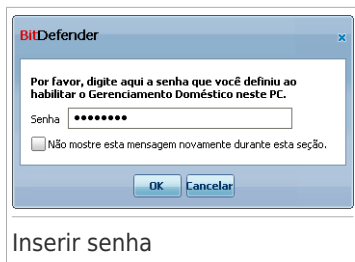 BitDefender
Por favor, digite aqui a senha que você definiu ao
habilitar o Gerenciamento Doméstico neste PC.
Senha ●●●●●●●●
Não mostre esta mensagem novamente durante esta seção.
OK Cancelar
Inserir senha